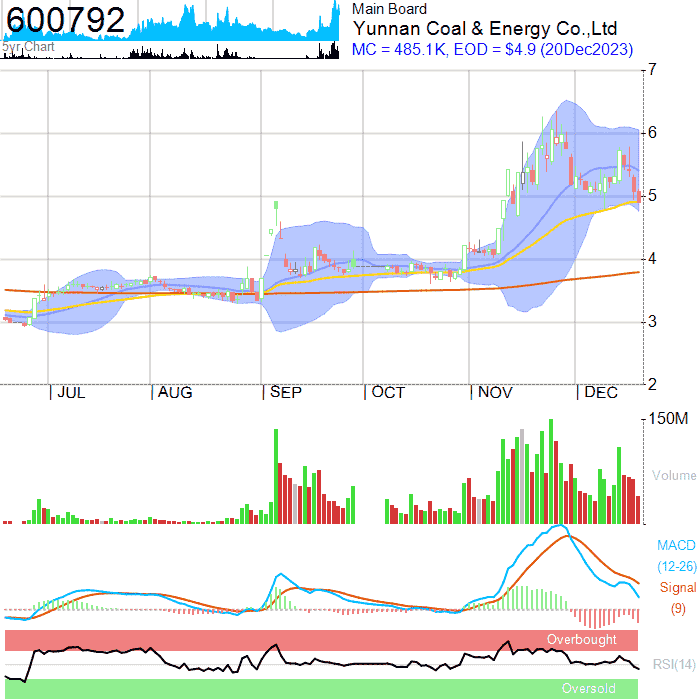 600792
5yr Chart
Main Board
Yunnan Coal & Energy Co.,Ltd
MC = 485.1K, EOD = $4.9 (20Dec2023)
7
6
5
4
3
2
JUL AUG SEP OCT NOV DEC
150M
Volume
MACD
(12-26)
Signal
(9)
Overbought
RSI(14)
Oversold